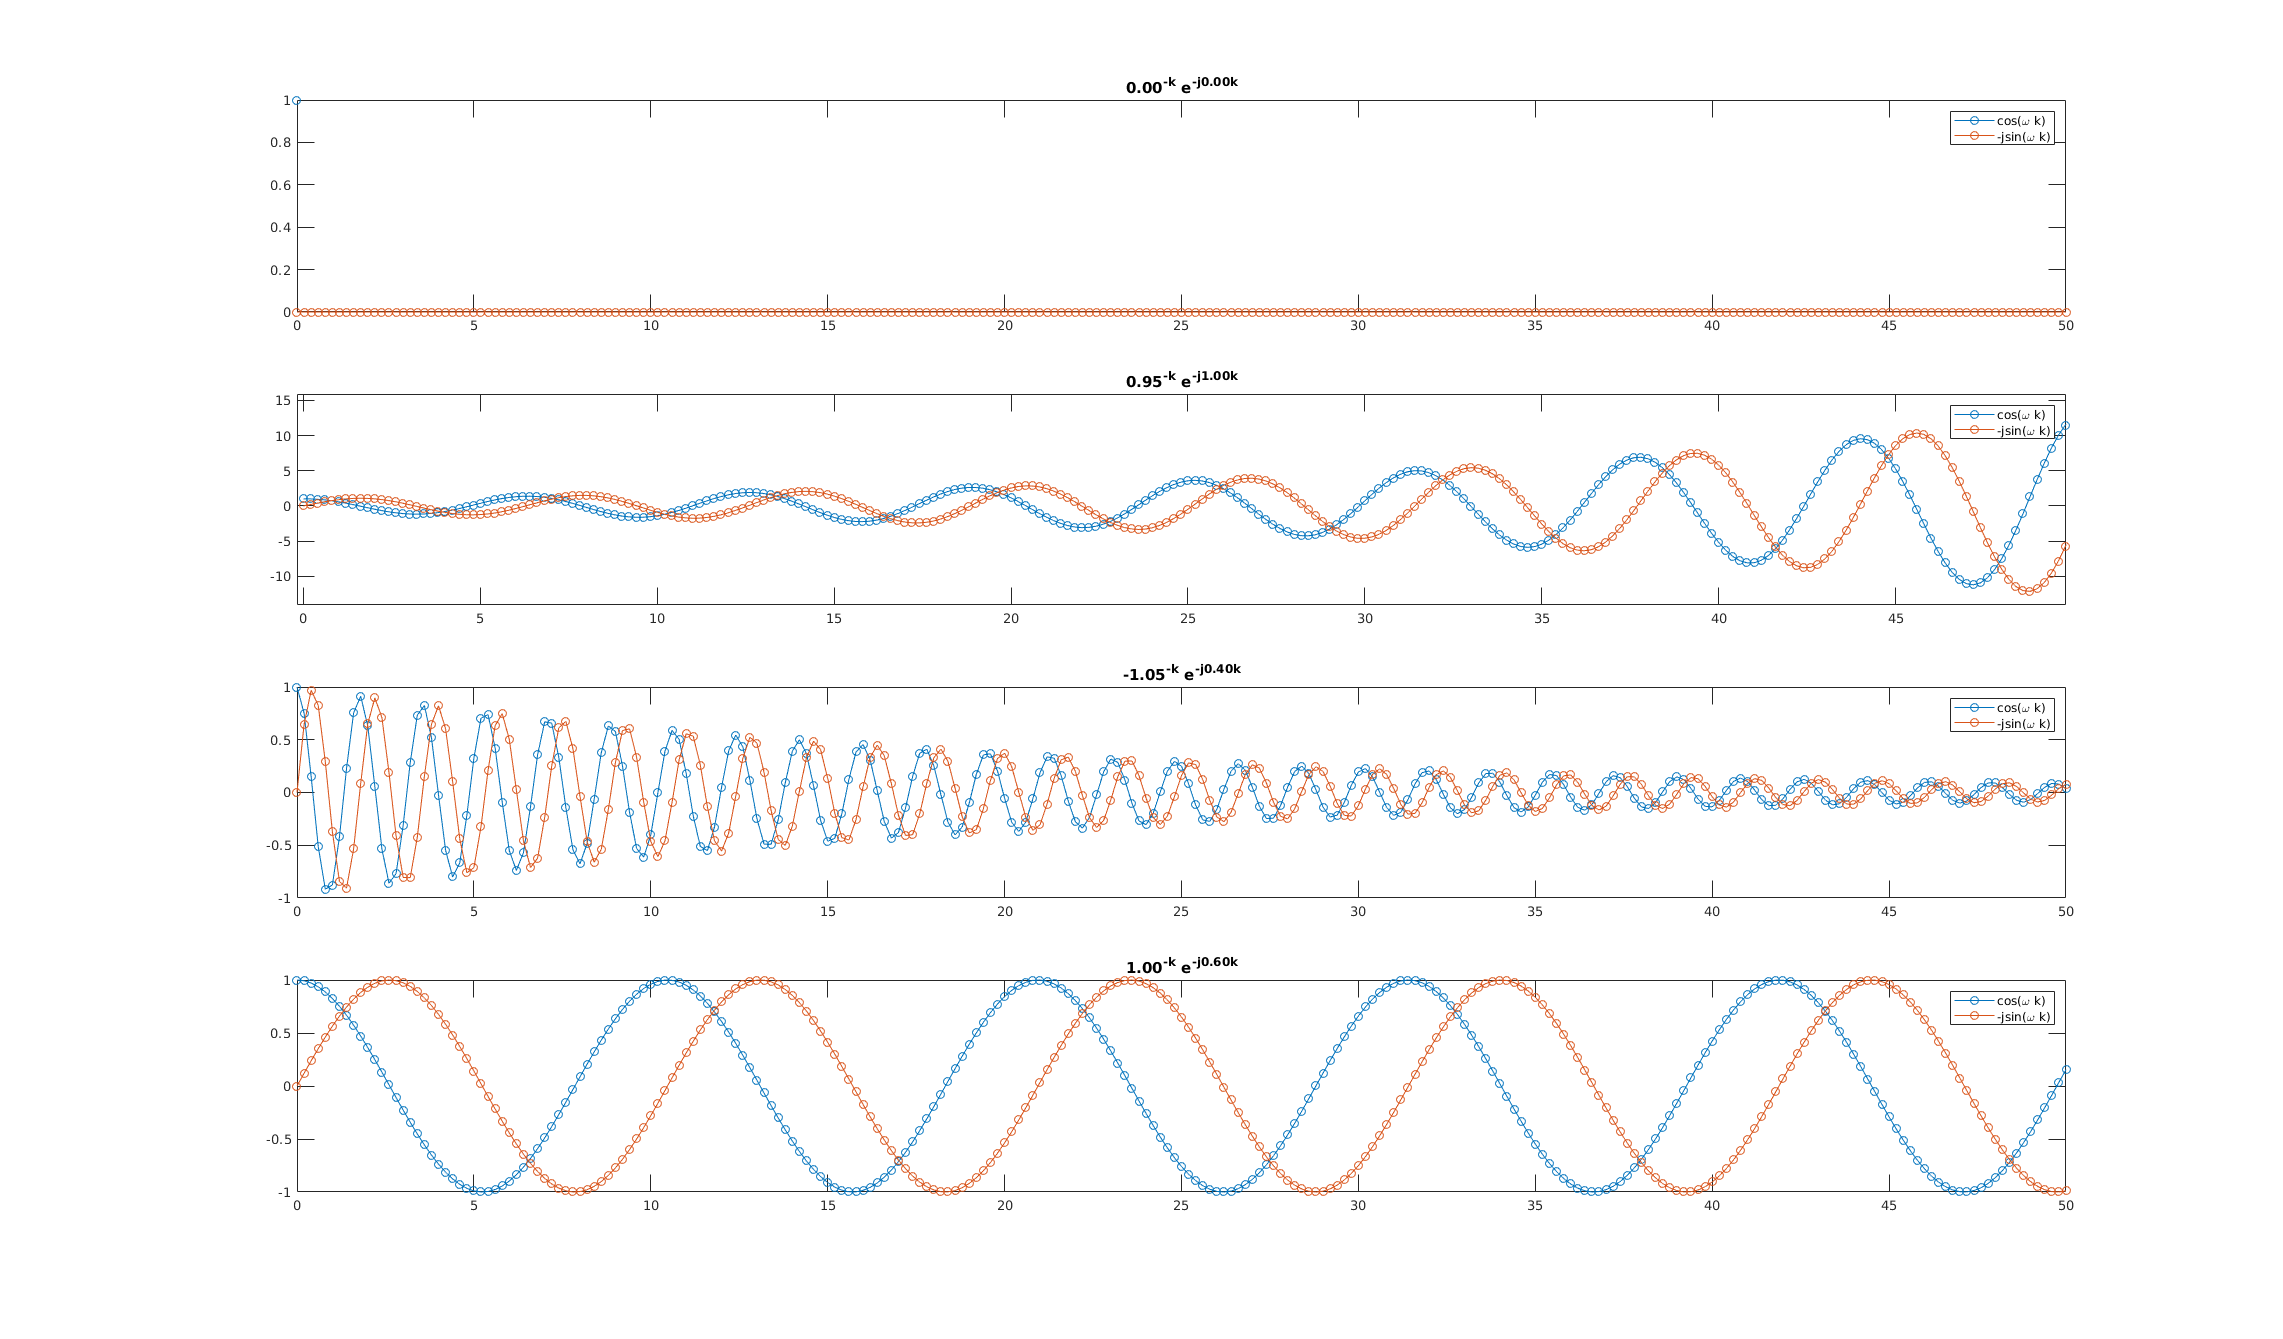 0.00^-k e^-j0.00k
1
0.8
0.6
0.4
0.2
0
cos(ω k)
-jsin(ω k)
0 5 10 15 20 25 30 35 40 45 50
0.95^-k e^-j1.00k
15
10
5
0
-5
-10
cos(ω k)
-jsin(ω k)
0 5 10 15 20 25 30 35 40 45
-1.05^-k e^-j0.40k
1
0.5
0
-0.5
-1
cos(ω k)
-jsin(ω k)
0 5 10 15 20 25 30 35 40 45 50
1.00^-k e^-j0.60k
1
0.5
0
-0.5
-1
cos(ω k)
-jsin(ω k)
0 5 10 15 20 25 30 35 40 45 50